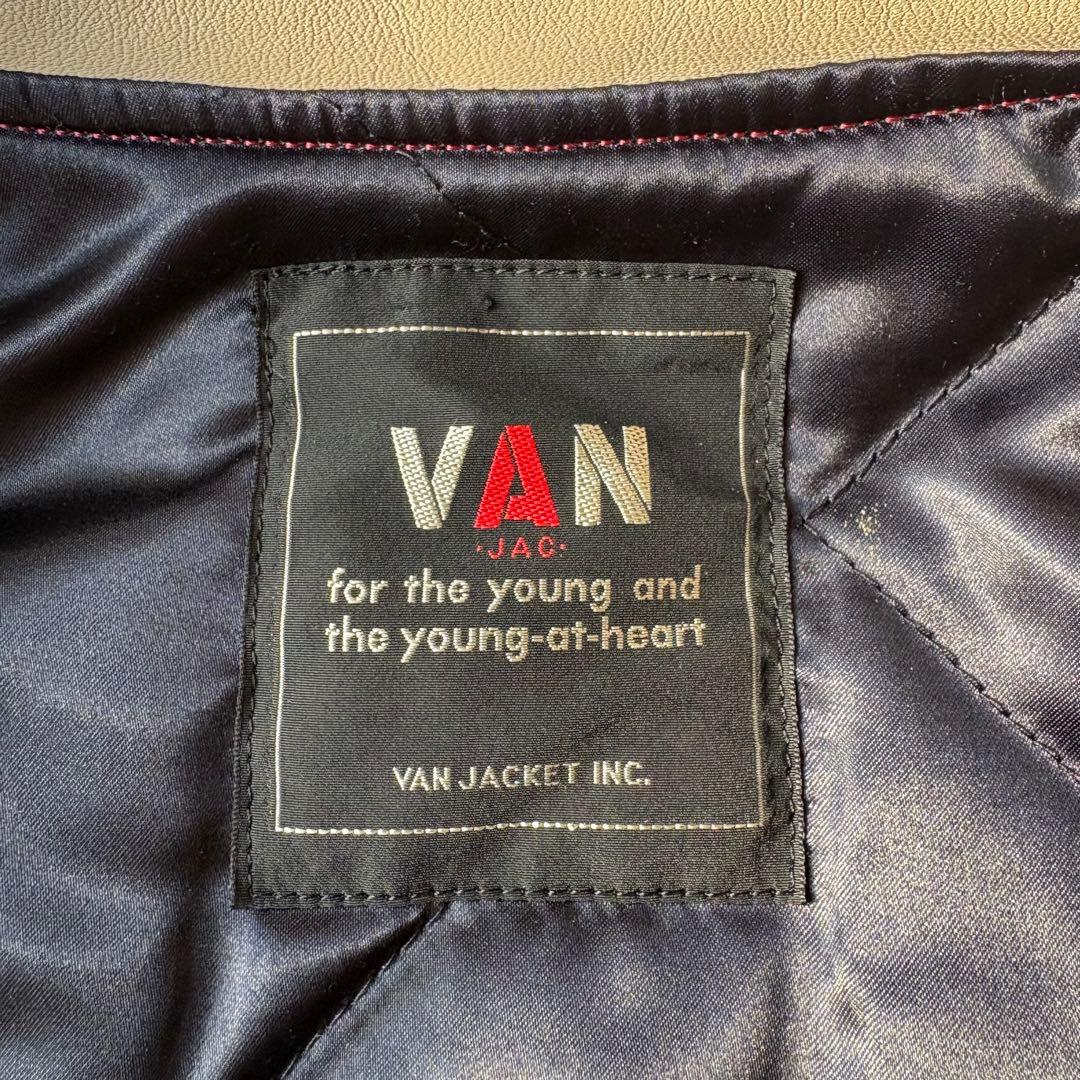 VAN
·JAC·
for the young and
the young-at-heart
VAN JACKET INC.